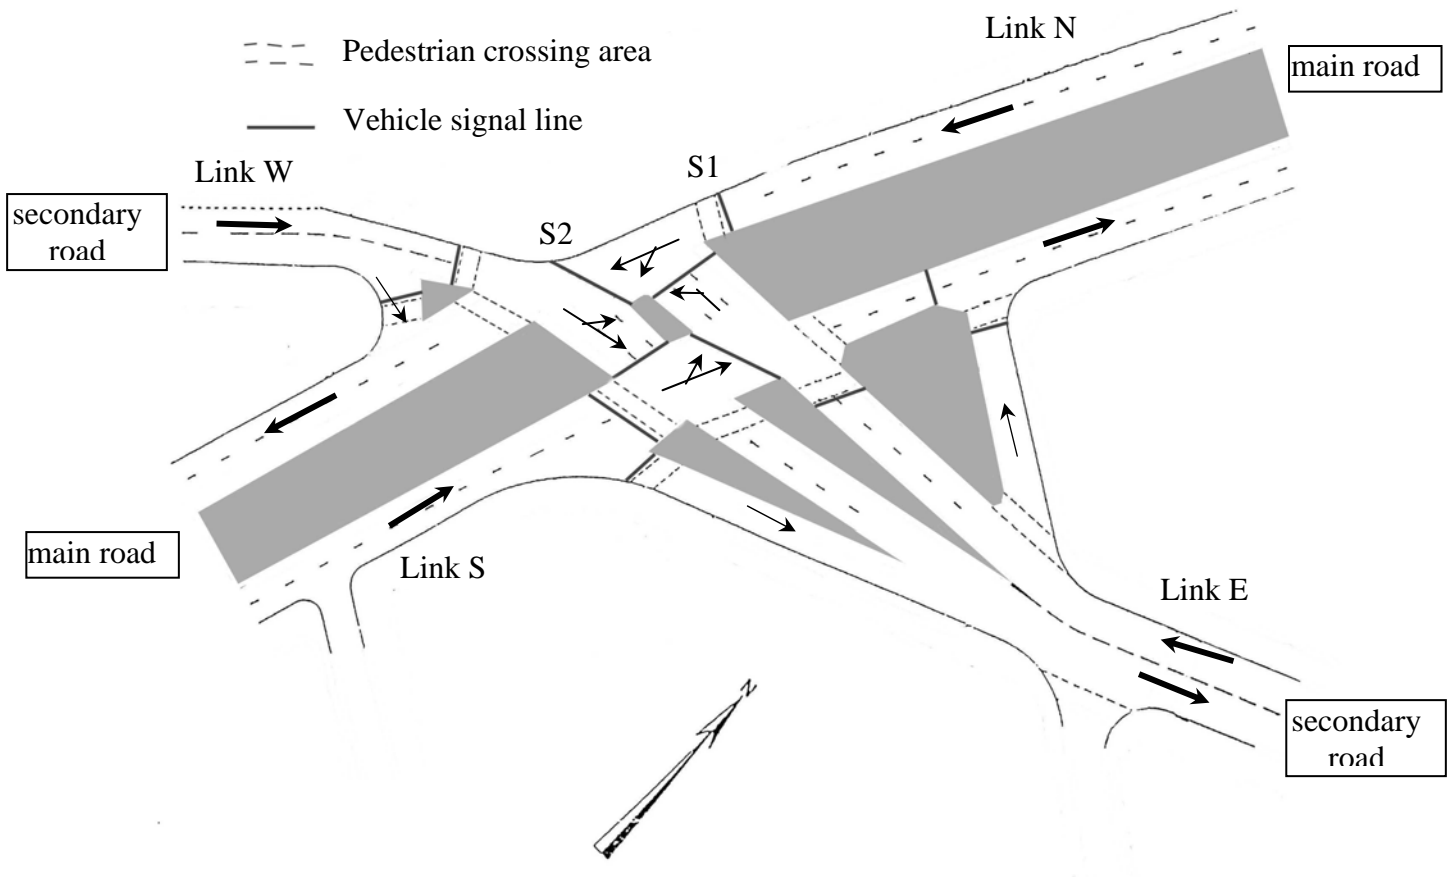 Link N
Pedestrian crossing area
main road
Vehicle signal line
S1
Link W
secondary
road
S2
main road
Link S
Link E
N
secondary
road